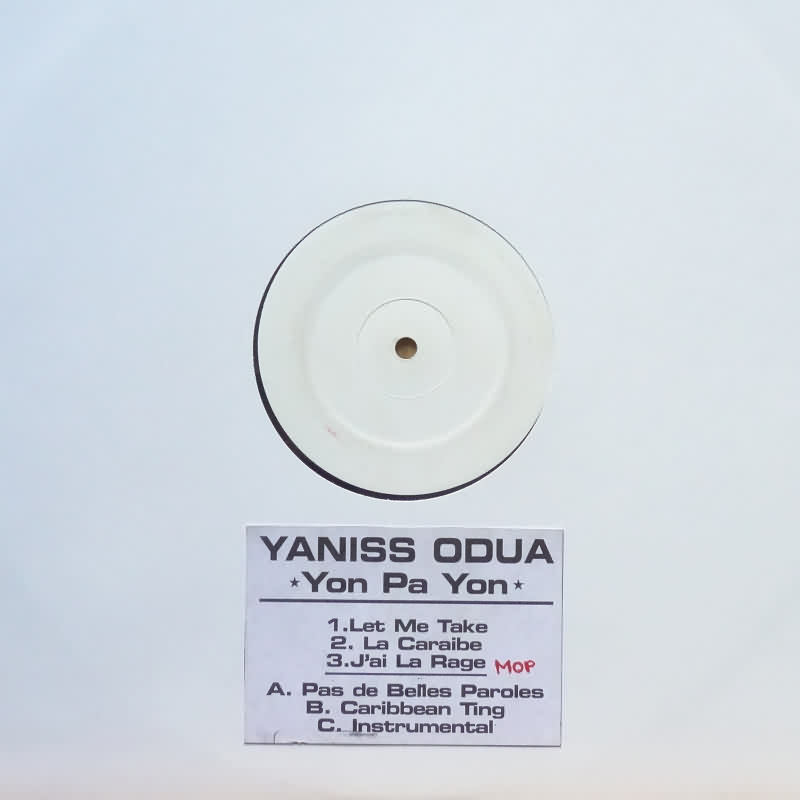 YANISS ODUA
★Yon Pa Yon★
1.Let Me Take
2. La Caraibe
3.J'ai La Rage MOP
A. Pas de Belles Paroles
B. Caribbean Ting
C. Instrumental